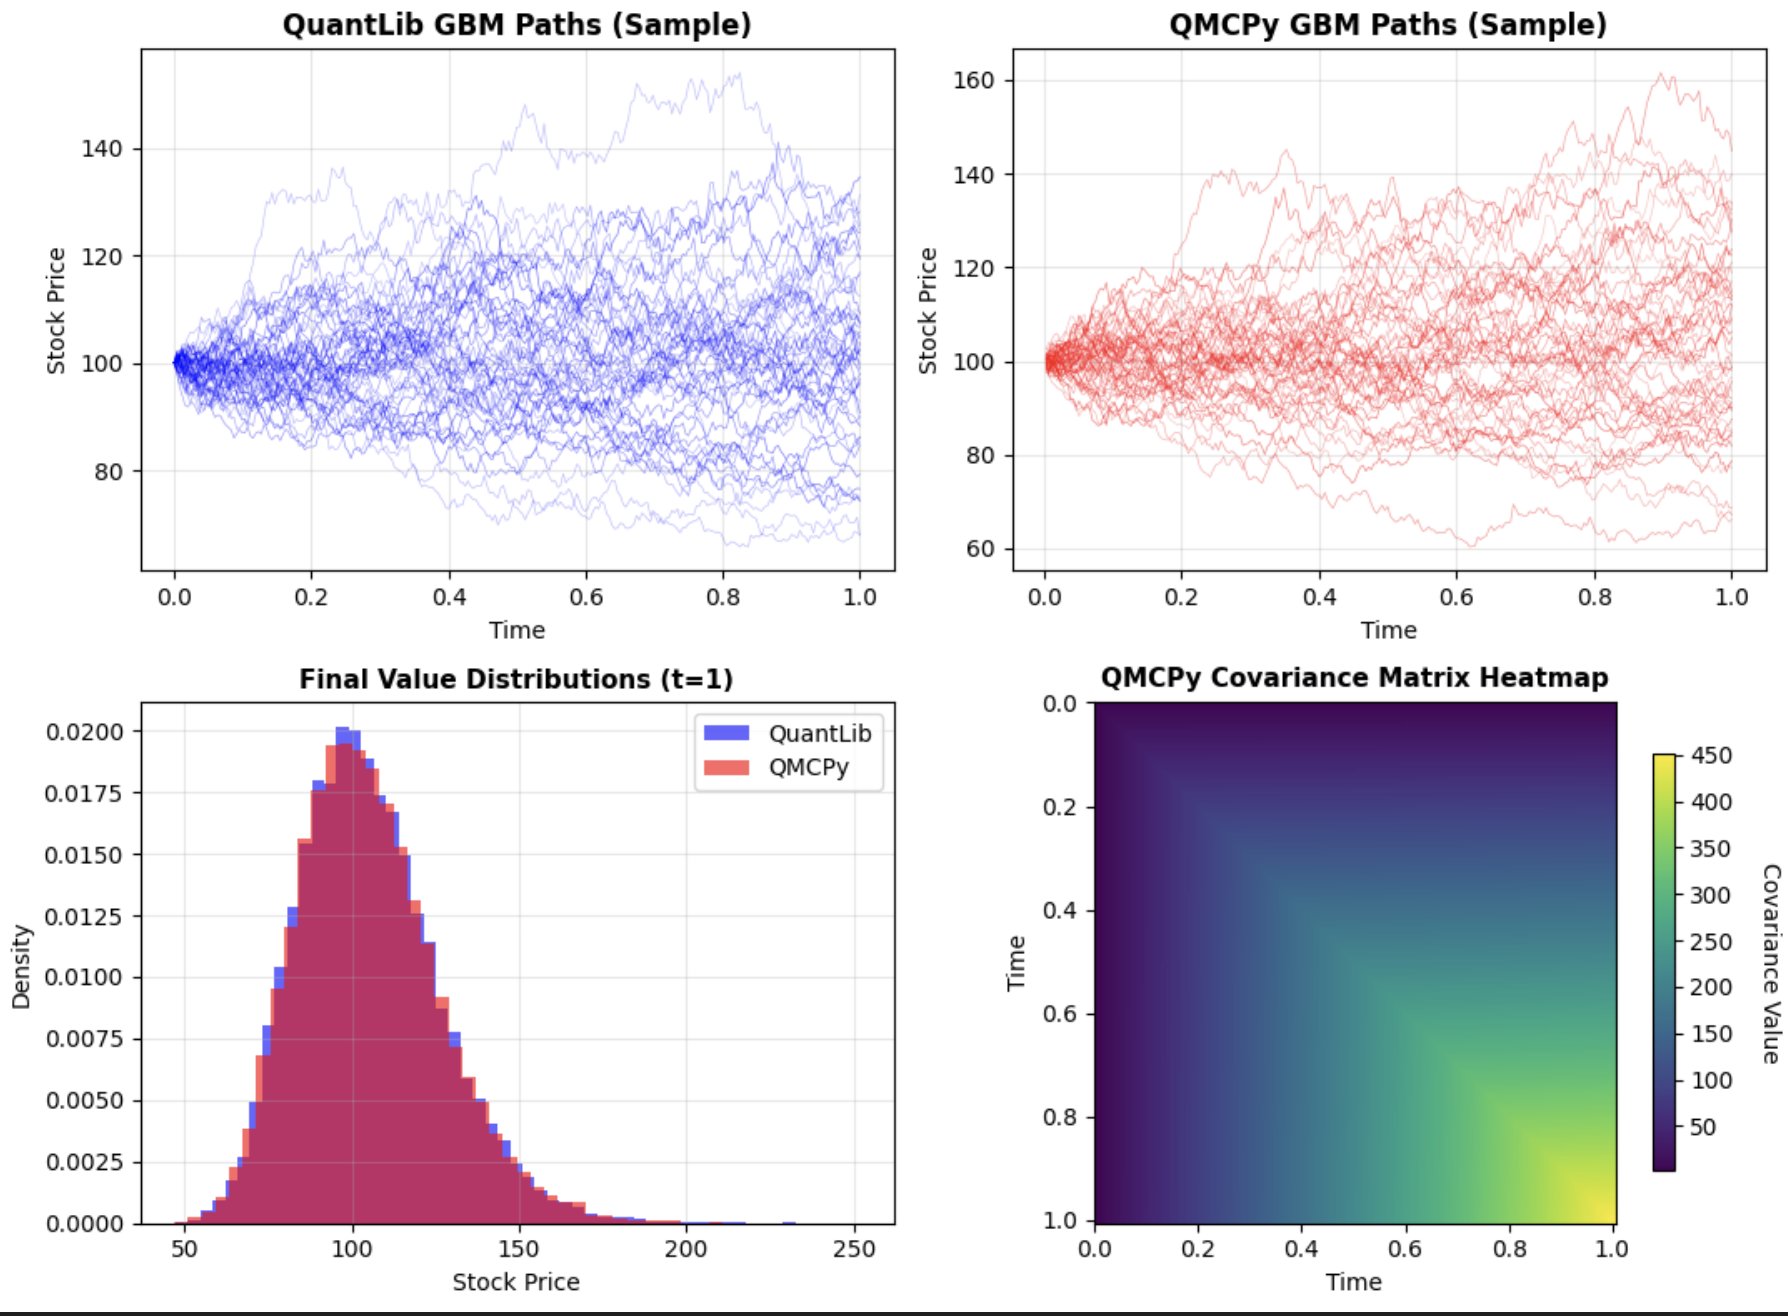 QuantLib GBM Paths (Sample)
Stock Price
140
120
100
80
0.0 0.2 0.4 0.6 0.8 1.0
Time
QMCPy GBM Paths (Sample)
Stock Price
160
140
120
100
80
60
0.0 0.2 0.4 0.6 0.8 1.0
Time
Final Value Distributions (t=1)
QuantLib
QMCPy
Density
0.0200
0.0175
0.0150
0.0125
0.0100
0.0075
0.0050
0.0025
0.0000
50 100 150 200 250
Stock Price
QMCPy Covariance Matrix Heatmap
Time
0.0
0.2
0.4
0.6
0.8
1.0
0.0 0.2 0.4 0.6 0.8 1.0
Time
450
400
350
300
250
200
150
100
50
Covariance Value